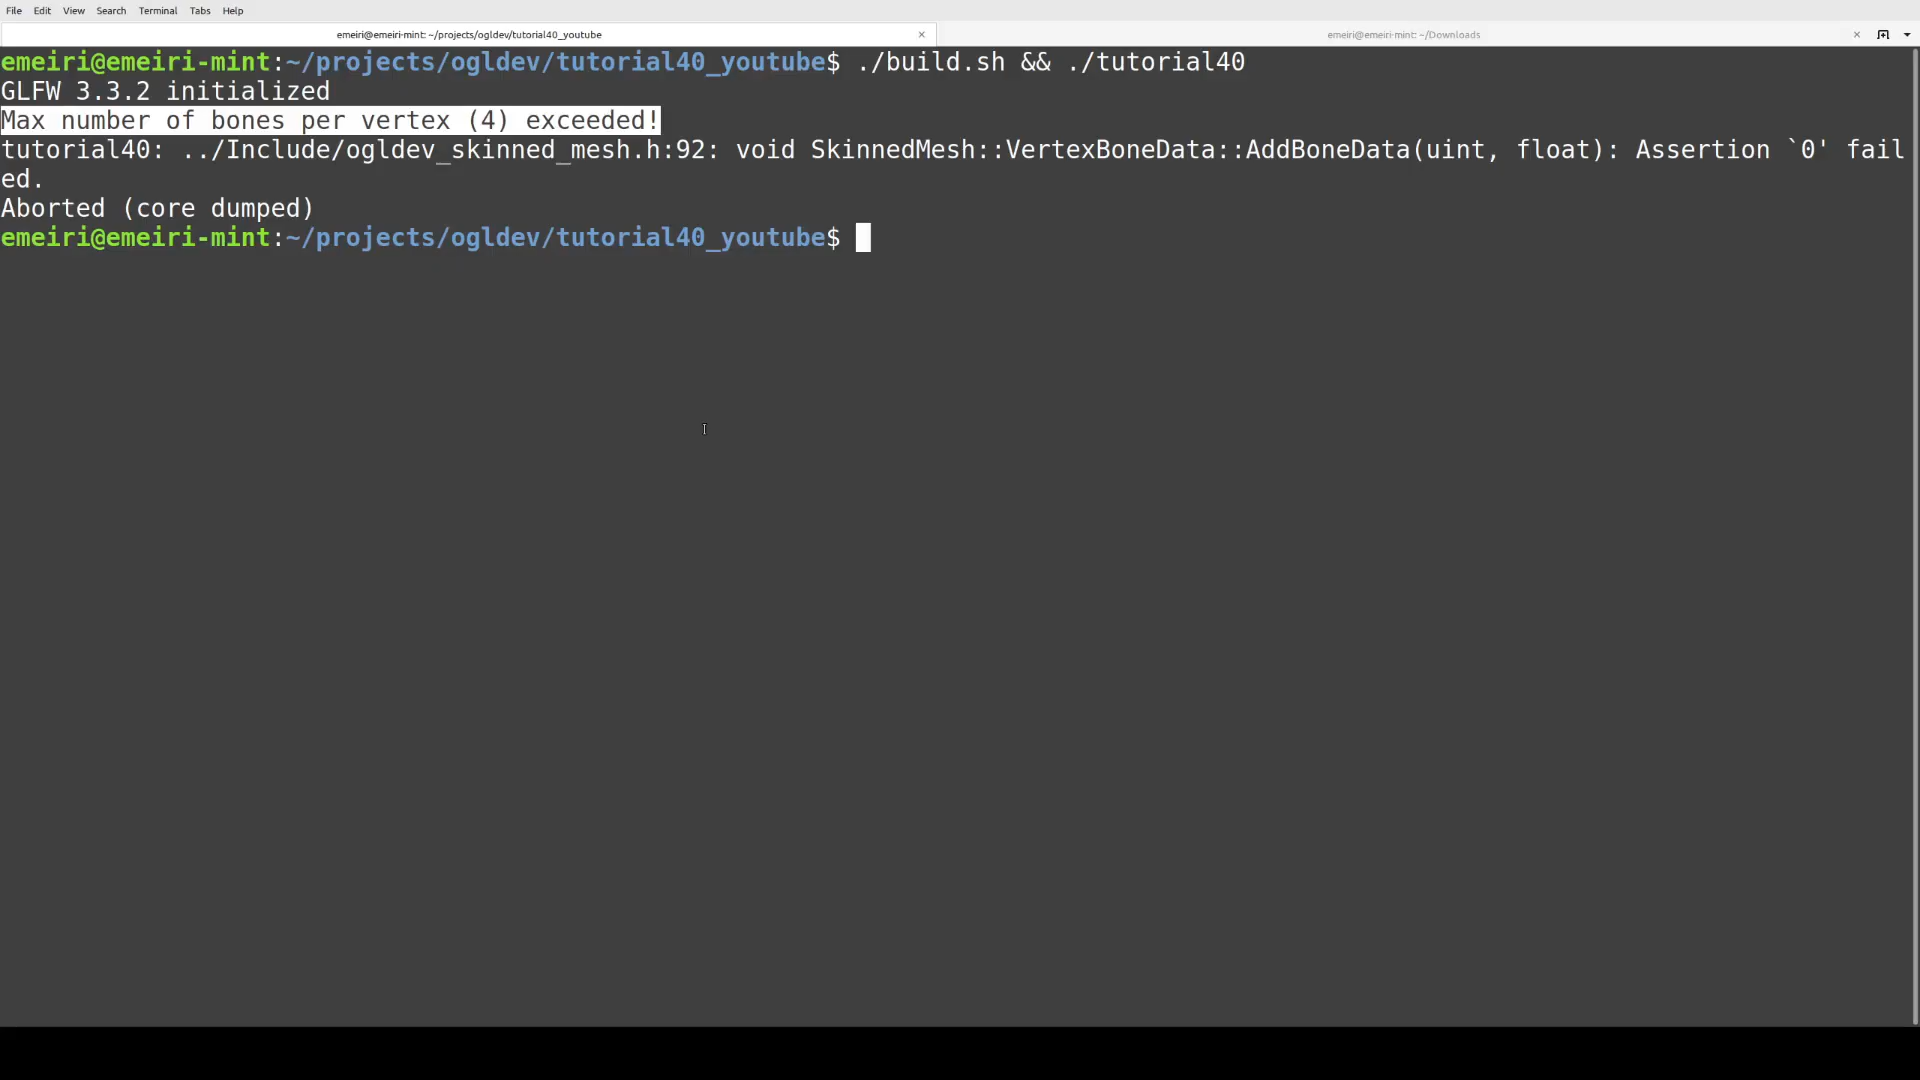 File Edit View Search Terminal Tabs Help
emeiri@emeiri-mint: ~/projects/ogldev/tutorial40_youtube × emeiri@emeiri-mint: ~/Downloads ×
emeiri@emeiri-mint:~/projects/ogldev/tutorial40_youtube$ ./build.sh && ./tutorial40
GLFW 3.3.2 initialized
Max number of bones per vertex (4) exceeded!
tutorial40: ../Include/ogldev_skinned_mesh.h:92: void SkinnedMesh::VertexBoneData::AddBoneData(uint, float): Assertion `0' fail
ed.
Aborted (core dumped)
emeiri@emeiri-mint:~/projects/ogldev/tutorial40_youtube$